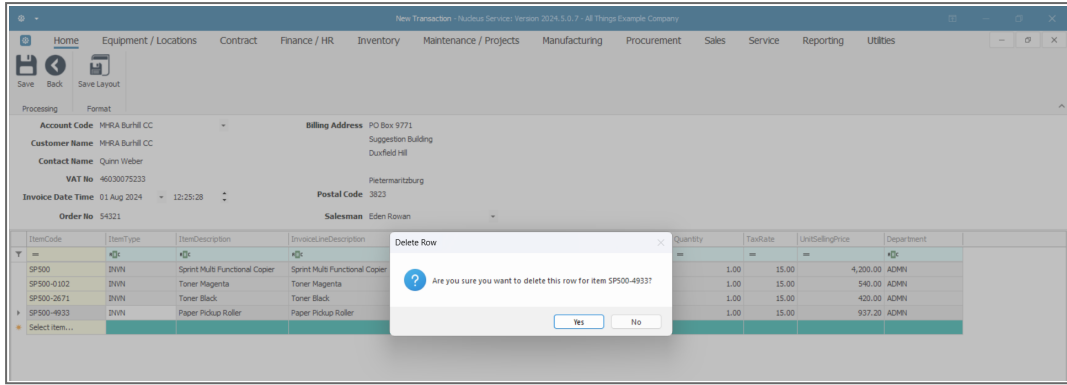 New Transaction - Nucleus Service: Version 2024.5.0.7 - All Things Example Company
Home Equipment / Locations Contract Finance / HR Inventory Maintenance / Projects Manufacturing Procurement Sales Service Reporting Utilities
Save Back Save Layout
Processing Format
Account Code MHRA Burhill CC Billing Address PO Box 9771
Customer Name MHRA Burhill CC Suggestion Building
Contact Name Quinn Weber Duxfield Hill
VAT No 46030075233 Pietermaritzburg
Invoice Date Time 01 Aug 2024 12:25:28 Postal Code 3823
Order No 54321 Salesman Eden Rowan
ItemCode ItemType ItemDescription InvoiceLineDescription Quantity TaxRate UnitSellingPrice Department
SP500 INVN Sprint Multi Functional Copier Sprint Multi Functional Copier 1.00 15.00 4,200.00 ADMN
SP500-0102 INVN Toner Magenta Toner Magenta 1.00 15.00 540.00 ADMN
SP500-2671 INVN Toner Black Toner Black 1.00 15.00 420.00 ADMN
SP500-4933 INVN Paper Pickup Roller Paper Pickup Roller 1.00 15.00 937.20 ADMN
Select item...
Delete Row
Are you sure you want to delete this row for item SP500-4933?
Yes No